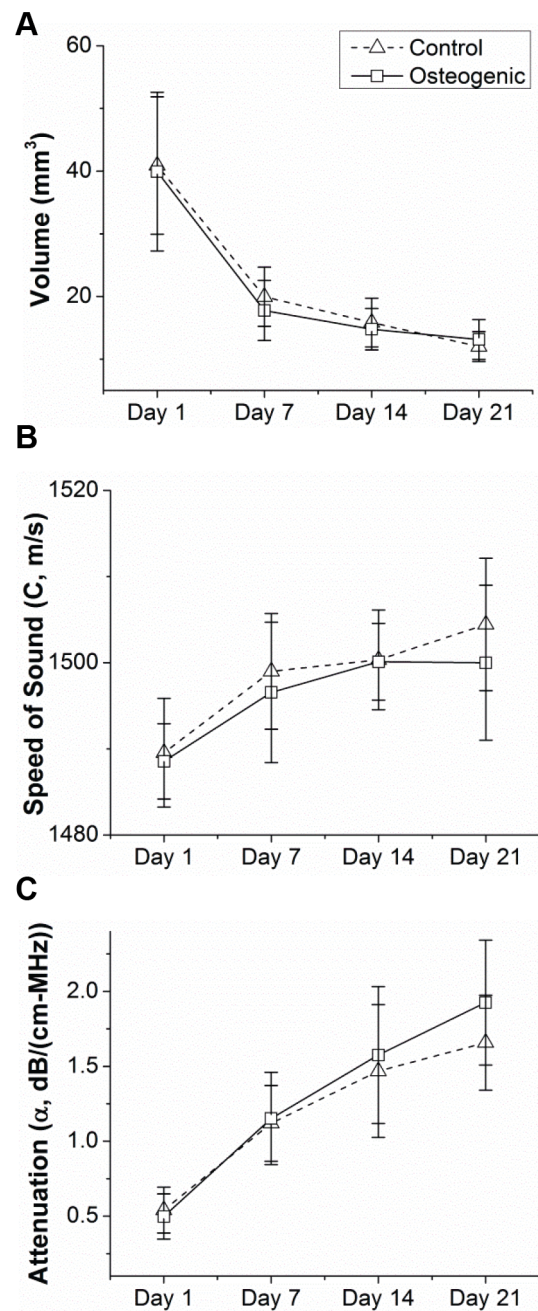 A
Control
Osteogenic
Volume (mm³)
60
40
20
Day 1 Day 7 Day 14 Day 21
B
Speed of Sound (C, m/s)
1520
1500
1480
Day 1 Day 7 Day 14 Day 21
C
Attenuation (α, dB/(cm-MHz))
2.0
1.5
1.0
0.5
Day 1 Day 7 Day 14 Day 21